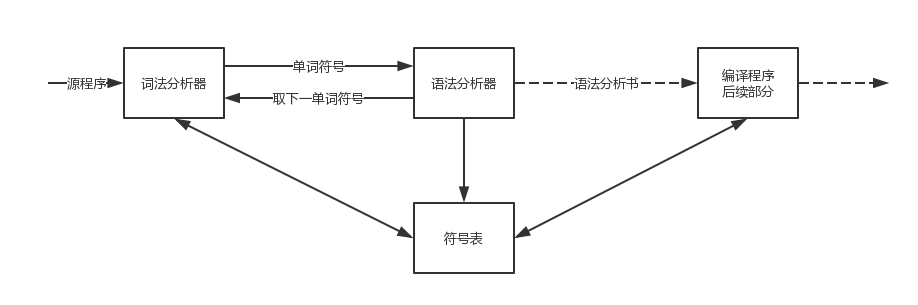 源程序
词法分析器
单词符号
取下一单词符号
语法分析器
语法分析书
编译程序
后续部分
符号表